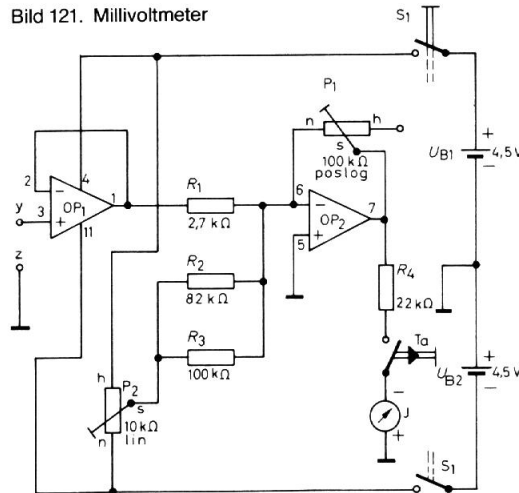 Bild 121. Millivoltmeter
S1
P1
n h
s
100 kΩ
poslog
UB1
+
4,5 V
−
2 −
4
1
OP1
y
3 +
11
z
R1
2,7 kΩ
6 −
7
OP2
5 +
R2
82 kΩ
R3
100 kΩ
R4
22 kΩ
Ta
UB2
+
4,5 V
−
h
P2
s
10 kΩ
n lin
−
J
+
S1